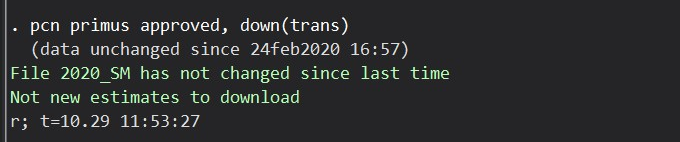 . pcn primus approved, down(trans)
(data unchanged since 24feb2020 16:57)
File 2020_SM has not changed since last time
Not new estimates to download
r; t=10.29 11:53:27